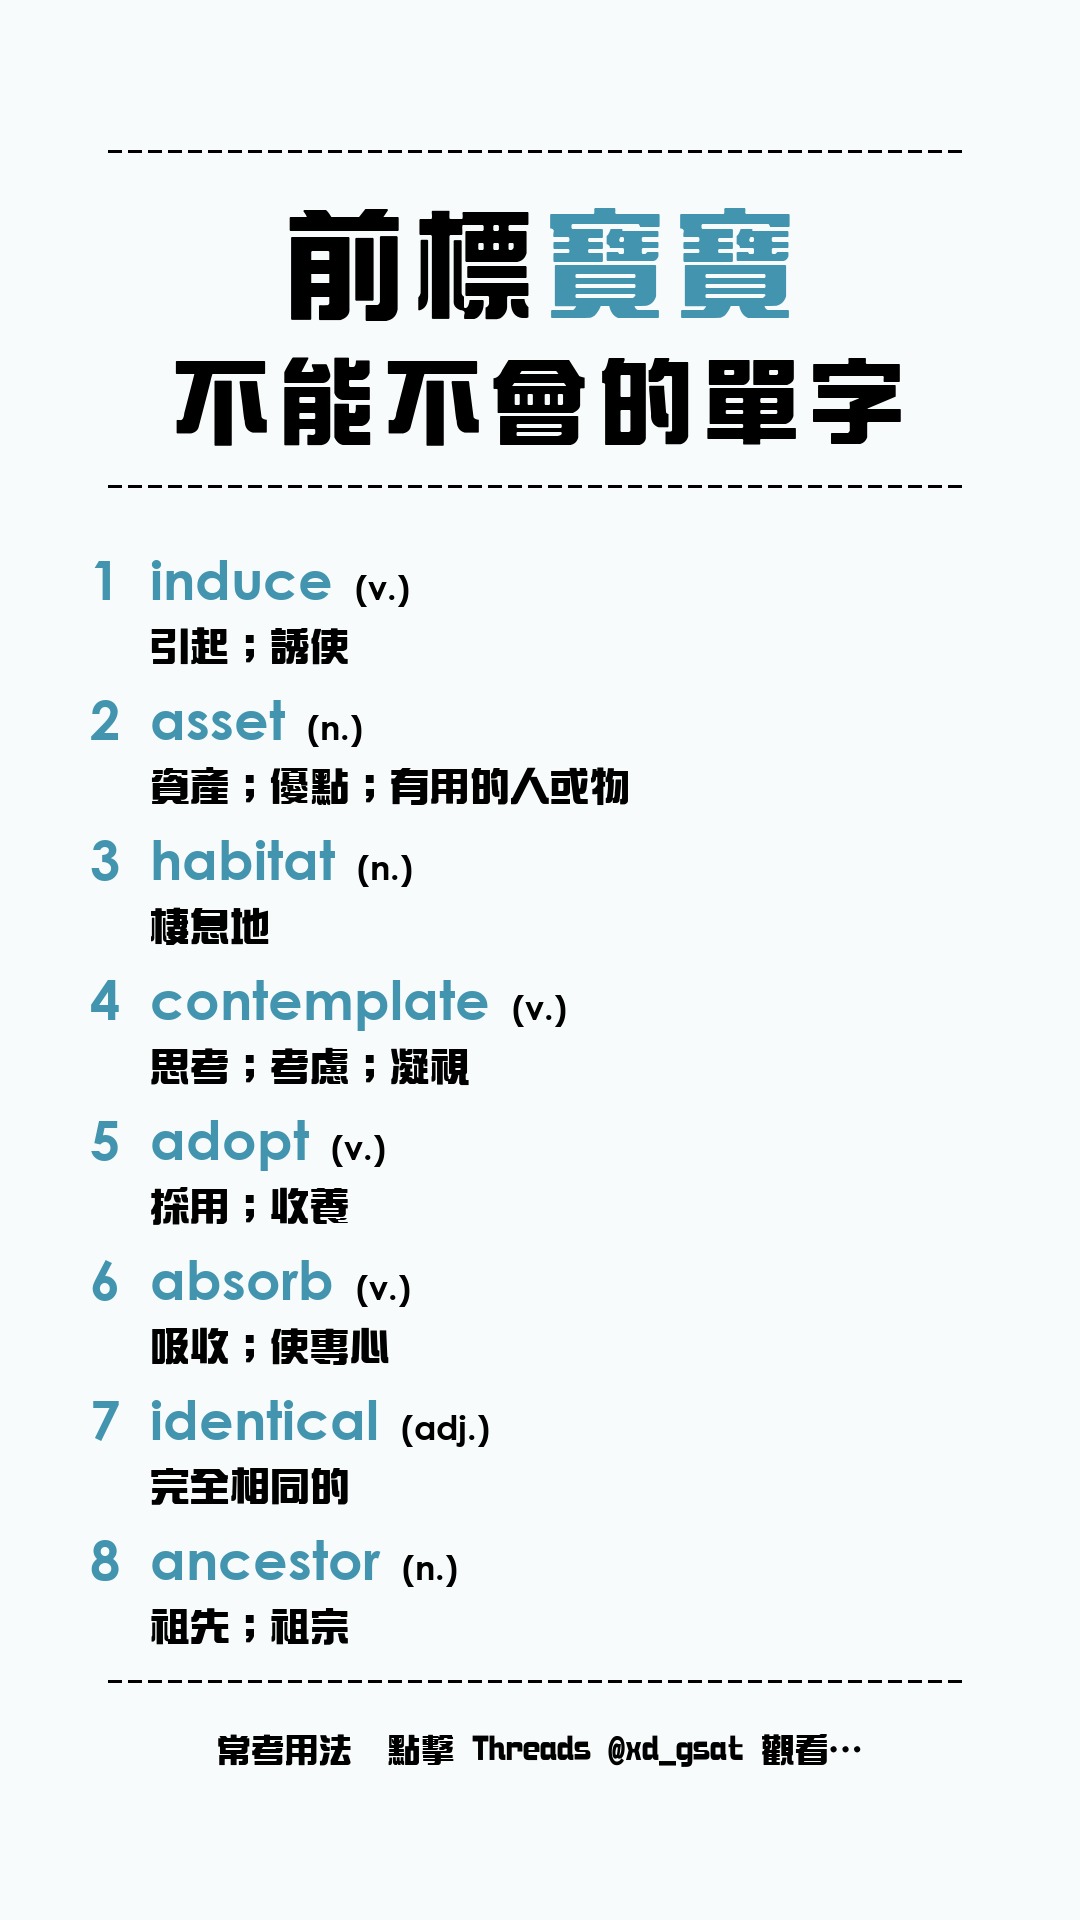 前標寶寶
不能不會的單字
1 induce (v.)
引起；誘使
2 asset (n.)
資產；優點；有用的人或物
3 habitat (n.)
棲息地
4 contemplate (v.)
思考；考慮；凝視
5 adopt (v.)
採用；收養
6 absorb (v.)
吸收；使專心
7 identical (adj.)
完全相同的
8 ancestor (n.)
祖先；祖宗
常考用法 點擊 Threads @xd_gsat 觀看…